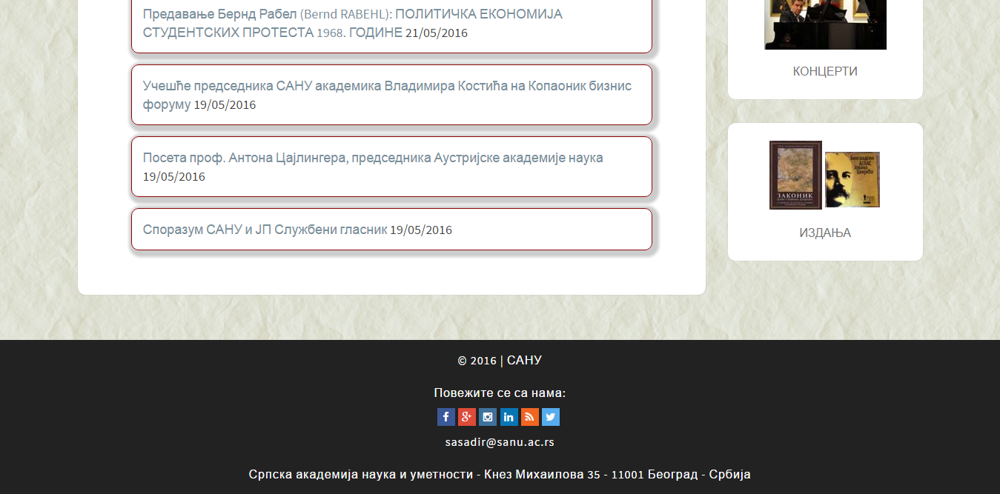 Предавање Бернд Рабел (Bernd RABEHL): ПОЛИТИЧКА ЕКОНОМИЈА
СТУДЕНТСКИХ ПРОТЕСТА 1968. ГОДИНЕ 21/05/2016
Учешће председника САНУ академика Владимира Костића на Копаоник бизнис
форуму 19/05/2016
Посета проф. Антона Цајлингера, председника Аустријске академије наука
19/05/2016
Споразум САНУ и ЈП Службени гласник 19/05/2016
КОНЦЕРТИ
ЗАКОНИК
Београдски
АТЛАС
Јована
Цвијића
ИЗДАЊА
© 2016 | САНУ
Повежите се са нама:
sasadir@sanu.ac.rs
Српска академија наука и уметности - Кнез Михаилова 35 - 11001 Београд - Србија